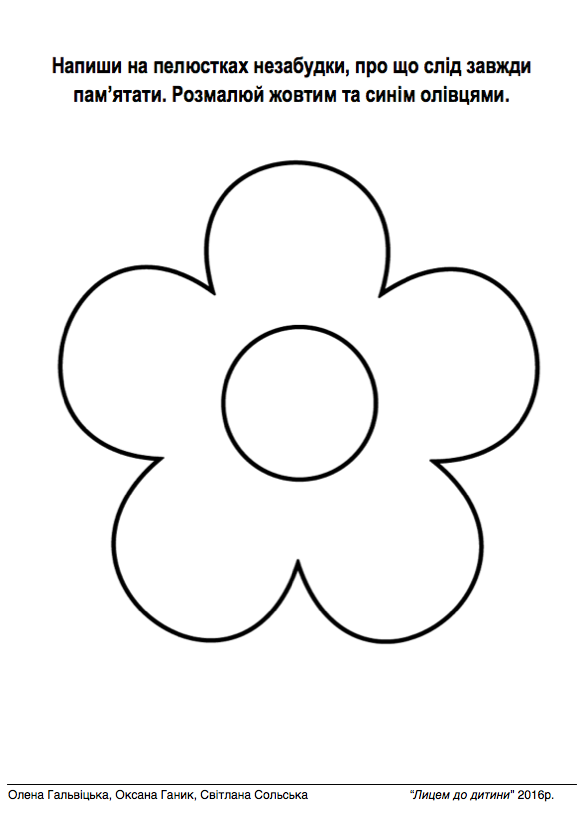 Напиши на пелюстках незабудки, про що слід завжди
пам’ятати. Розмалюй жовтим та синім олівцями.
Олена Гальвіцька, Оксана Ганик, Світлана Сольська “Лицем до дитини” 2016р.